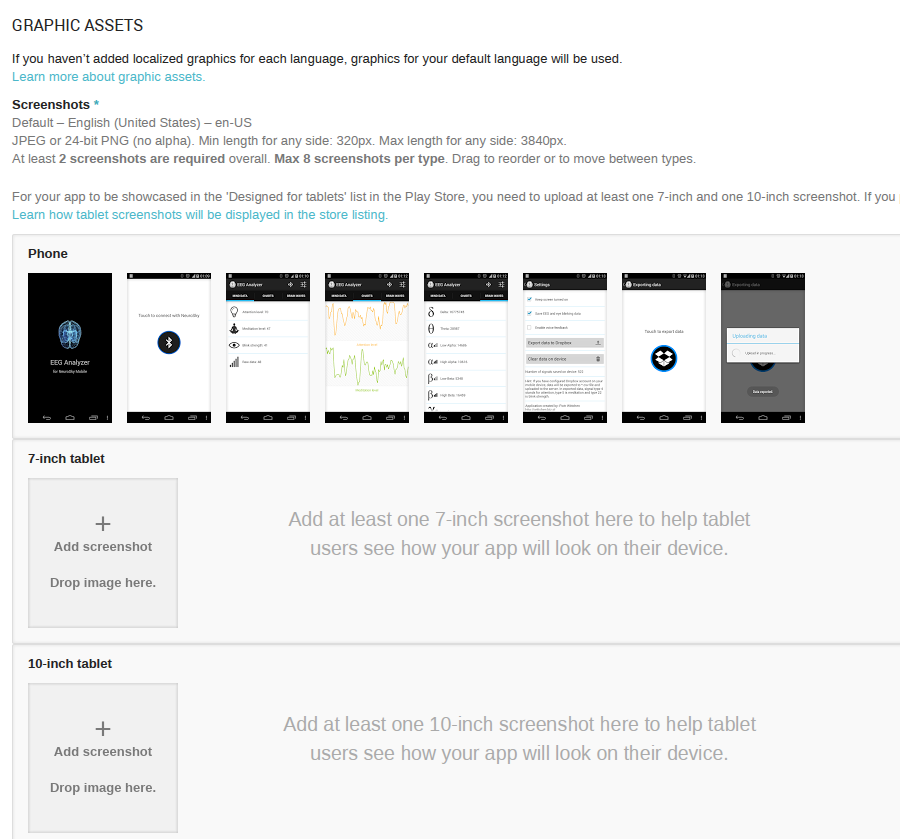 GRAPHIC ASSETS
If you haven't added localized graphics for each language, graphics for your default language will be used.
Learn more about graphic assets.
Screenshots *
Default – English (United States) – en-US
JPEG or 24-bit PNG (no alpha). Min length for any side: 320px. Max length for any side: 3840px.
At least 2 screenshots are required overall. Max 8 screenshots per type. Drag to reorder or to move between types.
For your app to be showcased in the 'Designed for tablets' list in the Play Store, you need to upload at least one 7-inch and one 10-inch screenshot. If you
Learn how tablet screenshots will be displayed in the store listing.
Phone
EEG Analyzer
for NeuroSky Mobile
Touch to connect with NeuroSky
EEG Analyzer
EEG Analyzer
EEG Analyzer
Settings
Keep screen turned on
Enable voice feedback
Export data to Dropbox
Clear data on device
Exporting data
Touch to export data
Exporting data
Uploading data
Upload in progress...
Data exported
7-inch tablet
+
Add screenshot
Drop image here.
Add at least one 7-inch screenshot here to help tablet
users see how your app will look on their device.
10-inch tablet
+
Add screenshot
Drop image here.
Add at least one 10-inch screenshot here to help tablet
users see how your app will look on their device.